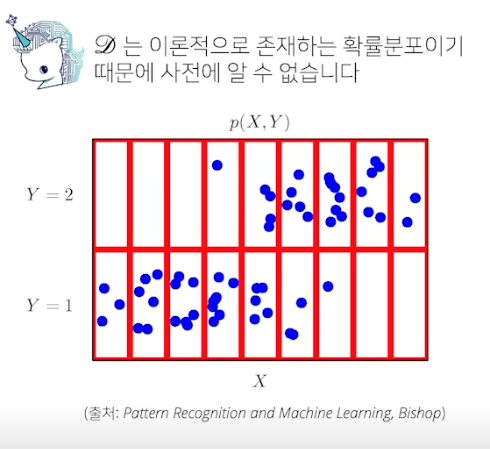 𝒟 는 이론적으로 존재하는 확률분포이기
때문에 사전에 알 수 없습니다
p(X, Y)
Y = 2
Y = 1
X
(출처: Pattern Recognition and Machine Learning, Bishop)